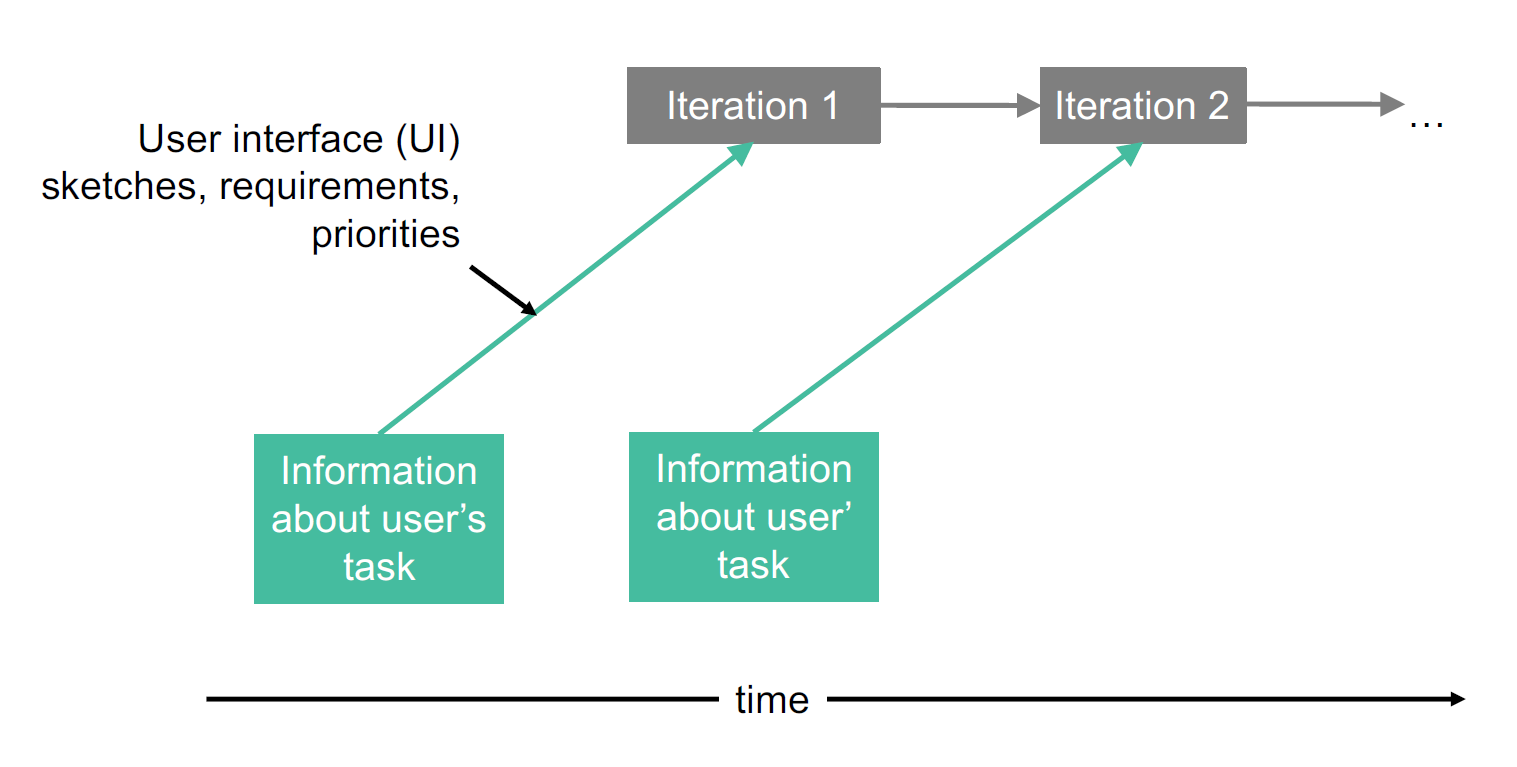 Iteration 1
Iteration 2
...
User interface (UI)
sketches, requirements,
priorities
Information
about user’s
task
Information
about user’
task
time